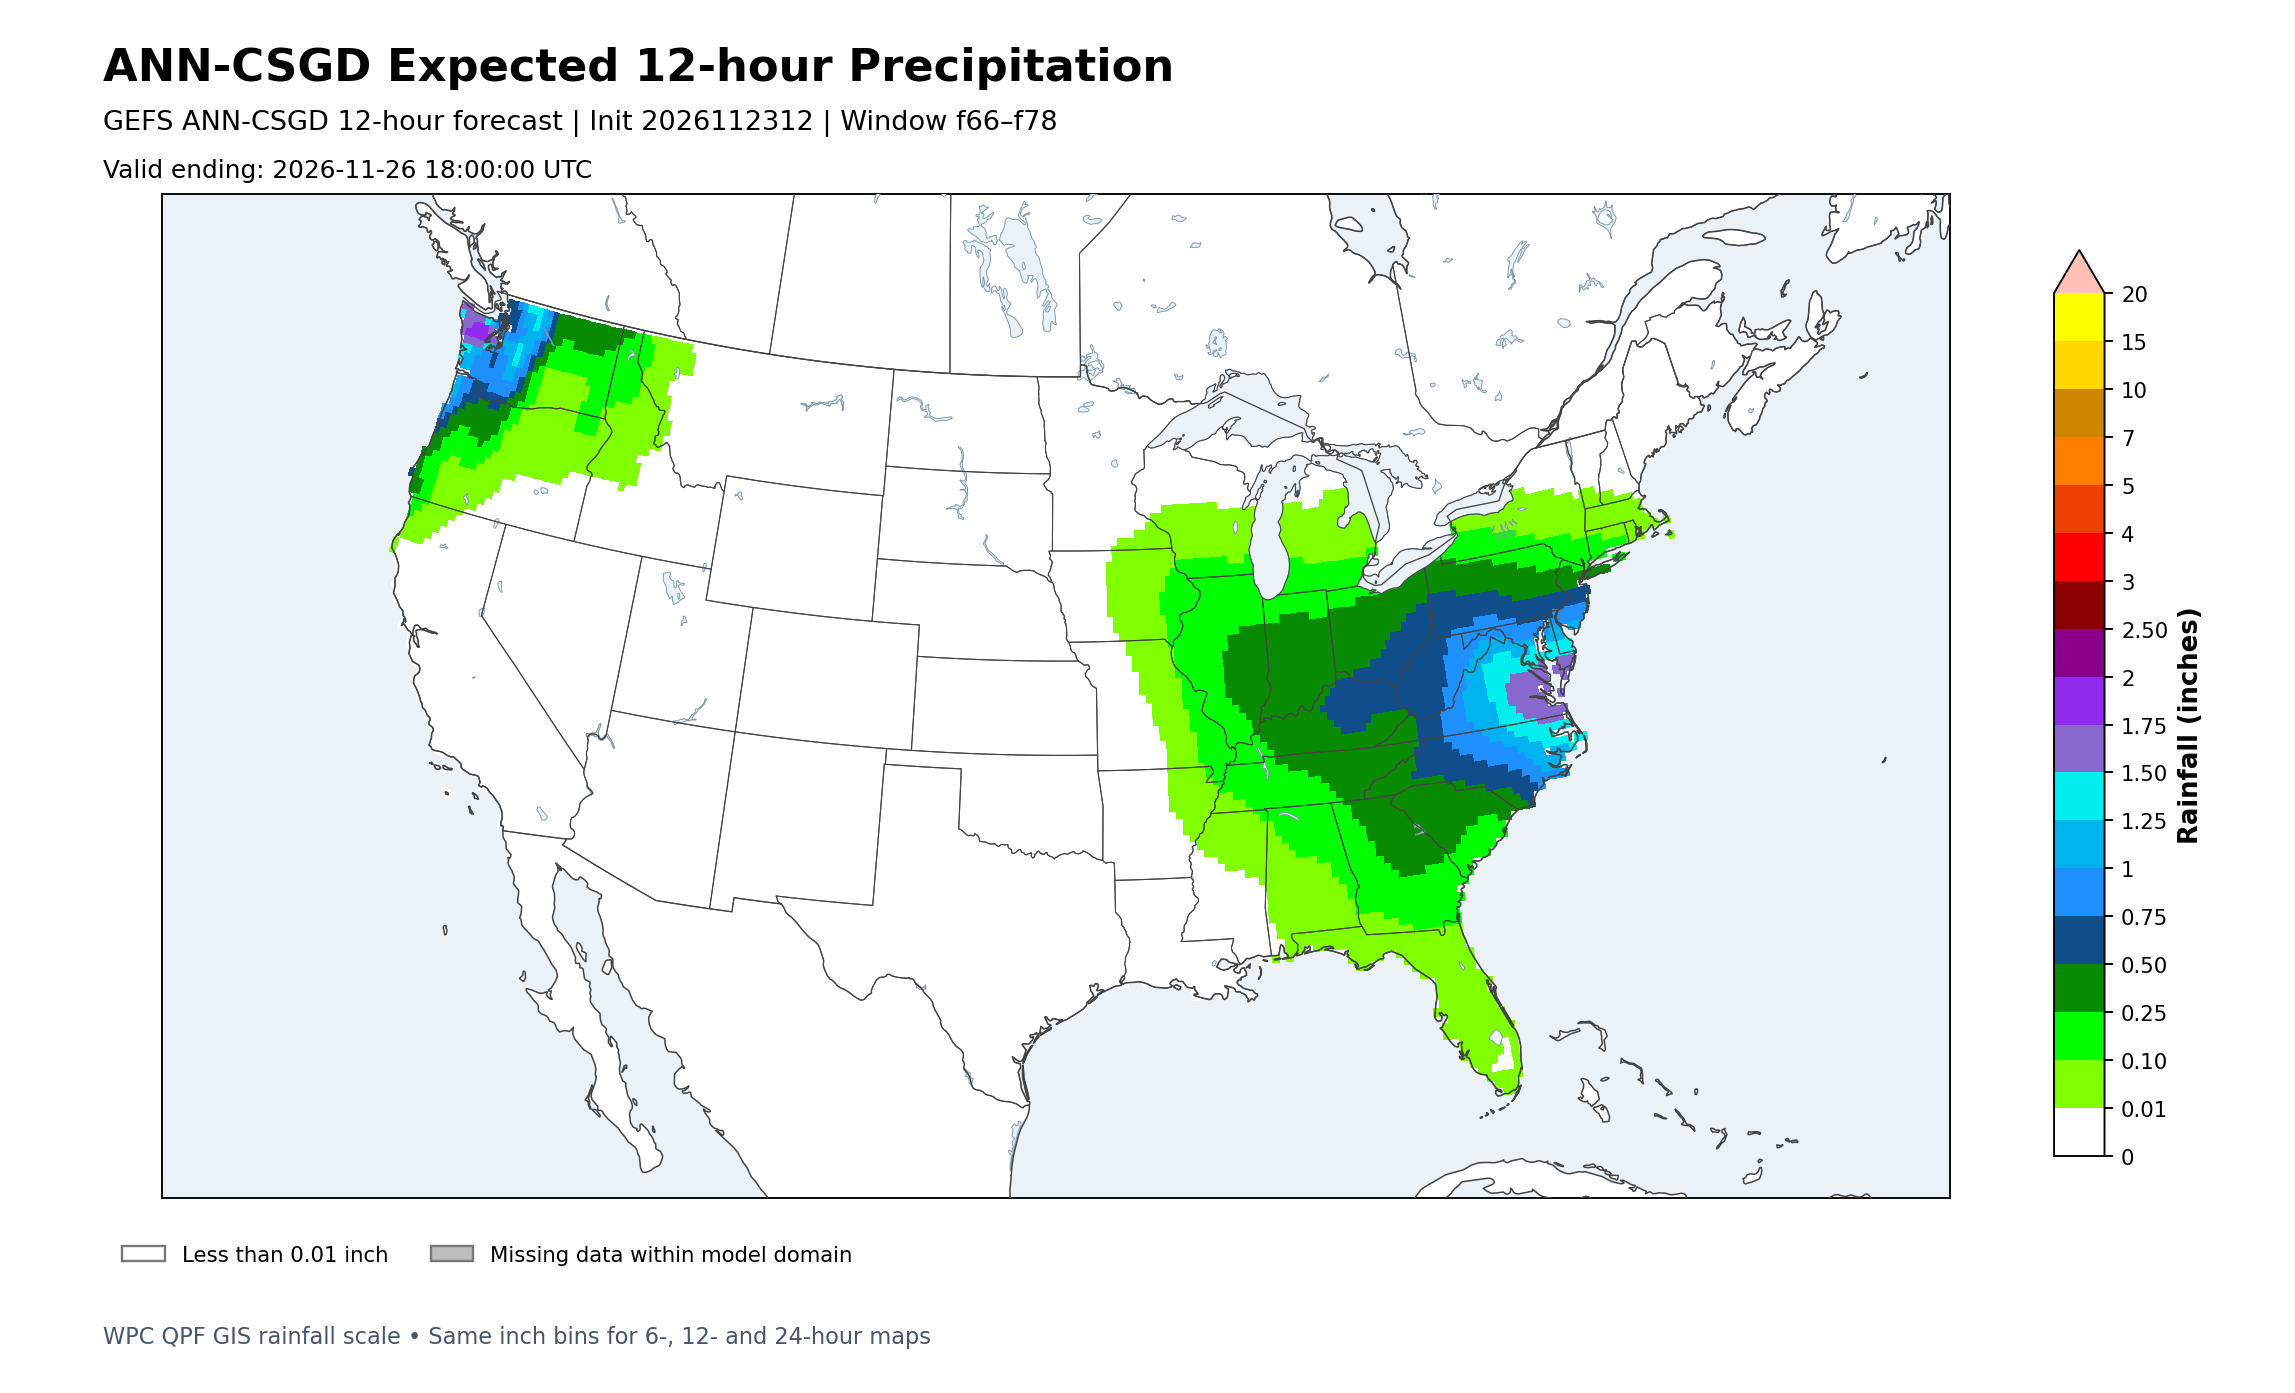 ANN-CSGD Expected 12-hour Precipitation
GEFS ANN-CSGD 12-hour forecast | Init 2026112312 | Window f66–f78
Valid ending: 2026-11-26 18:00:00 UTC
20
15
10
7
5
4
3
2.50
2
1.75
1.50
1.25
1
0.75
0.50
0.25
0.10
0.01
0
Rainfall (inches)
Less than 0.01 inch
Missing data within model domain
WPC QPF GIS rainfall scale • Same inch bins for 6-, 12- and 24-hour maps